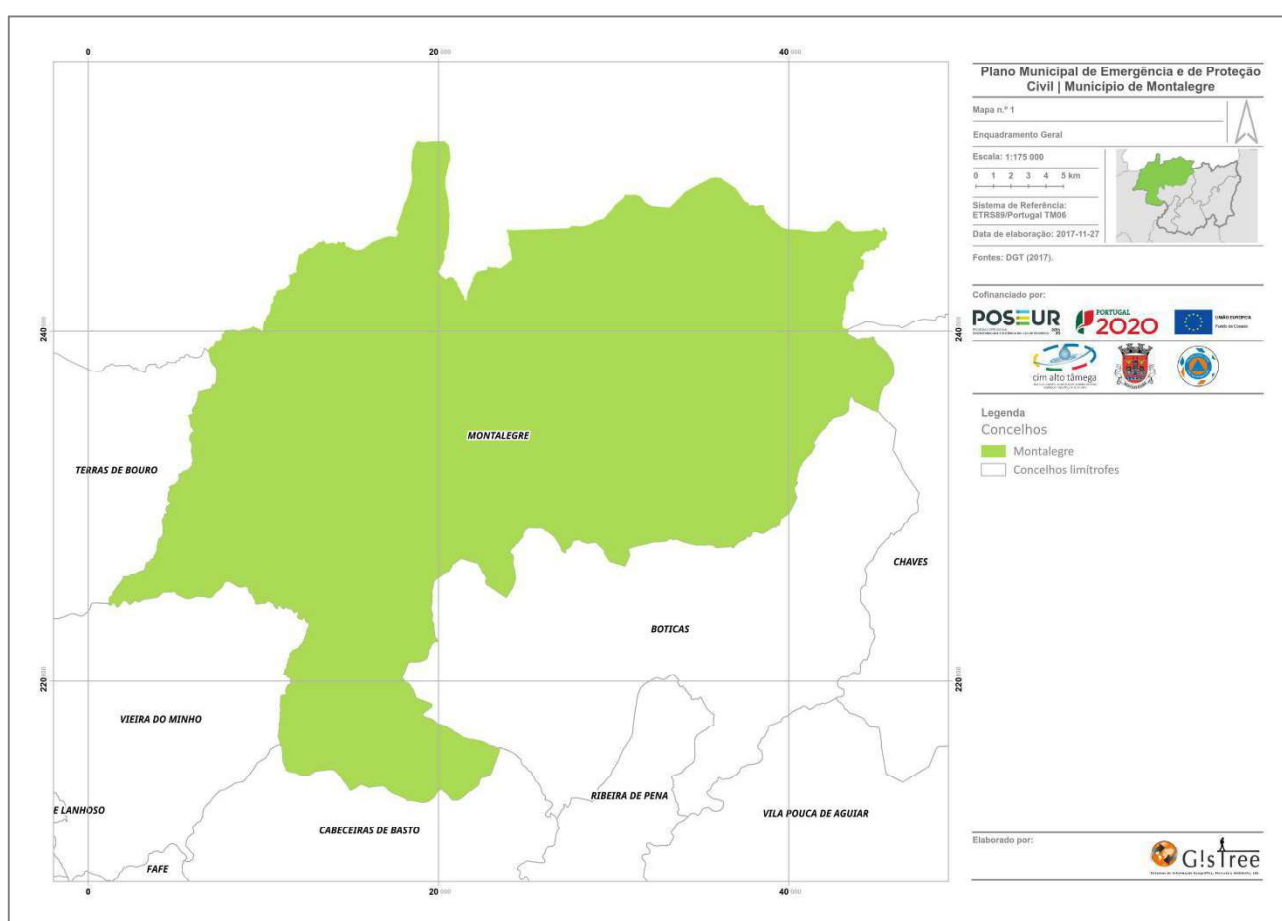 0
20 000
40 000
240 000
240 000
220 000
220 000
0
20 000
40 000
MONTALEGRE
TERRAS DE BOURO
CHAVES
BOTICAS
VIEIRA DO MINHO
RIBEIRA DE PENA
E LANHOSO
VILA POUCA DE AGUIAR
CABECEIRAS DE BASTO
FAFE
Plano Municipal de Emergência e de Proteção
Civil | Município de Montalegre
Mapa n.º 1
Enquadramento Geral
Escala: 1:175 000
0 1 2 3 4 5 km
Sistema de Referência:
ETRS89/Portugal TM06
Data de elaboração: 2017-11-27
Fontes: DGT (2017).
Cofinanciado por:
POSEUR
PORTUGAL
2020
UNIÃO EUROPEIA
Fundo de Coesão
cim alto tâmega
Legenda
Concelhos
Montalegre
Concelhos limítrofes
Elaborado por:
G!sTree